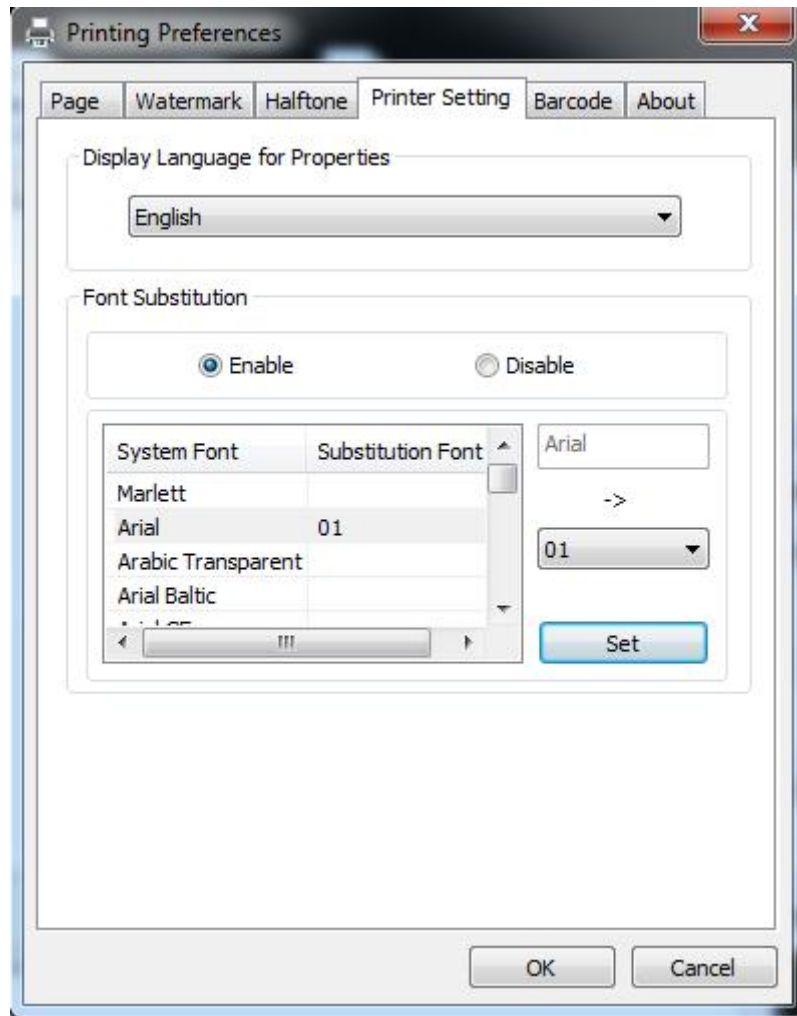 Printing Preferences
Page Watermark Halftone Printer Setting Barcode About
Display Language for Properties
English
Font Substitution
Enable Disable
System Font Substitution Font
Marlett
Arial 01
Arabic Transparent
Arial Baltic
Arial
->
01
Set
OK Cancel